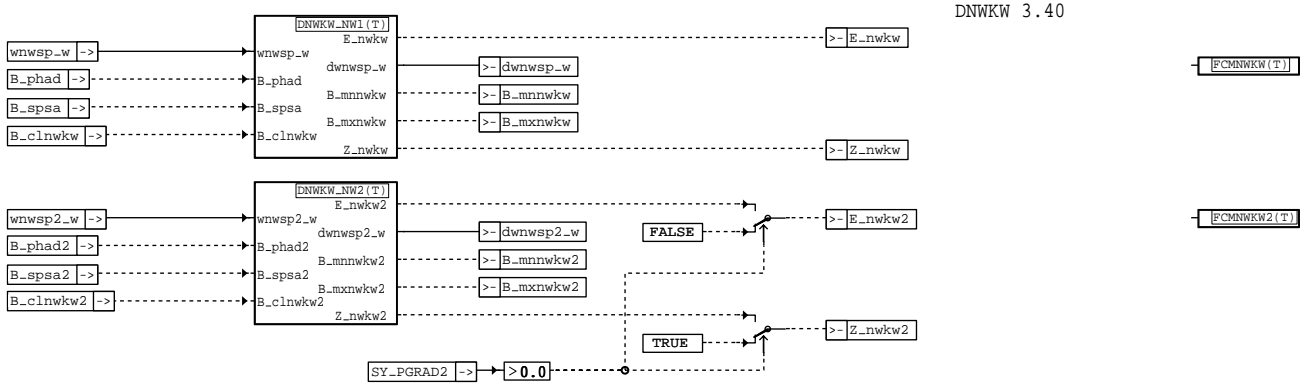 DNWKW 3.40
DNWKW_NW1(T)
E_nwkw
>- E_nwkw
wnwsp_w ->
wnwsp_w
dwnwsp_w
>- dwnwsp_w
FCMNWKW(T)
B_phad ->
B_phad
B_mnnwkw
>- B_mnnwkw
B_spsa ->
B_spsa
B_mxnwkw
>- B_mxnwkw
B_clnwkw ->
B_clnwkw
Z_nwkw
>- Z_nwkw
DNWKW_NW2(T)
E_nwkw2
wnwsp2_w ->
wnwsp2_w
>- E_nwkw2
FCMNWKW2(T)
dwnwsp2_w
>- dwnwsp2_w
FALSE
B_phad2 ->
B_phad2
B_mnnwkw2
>- B_mnnwkw2
B_spsa2 ->
B_spsa2
B_mxnwkw2
>- B_mxnwkw2
B_clnwkw2 ->
B_clnwkw2
Z_nwkw2
>- Z_nwkw2
TRUE
SY_PGRAD2 ->
>0.0